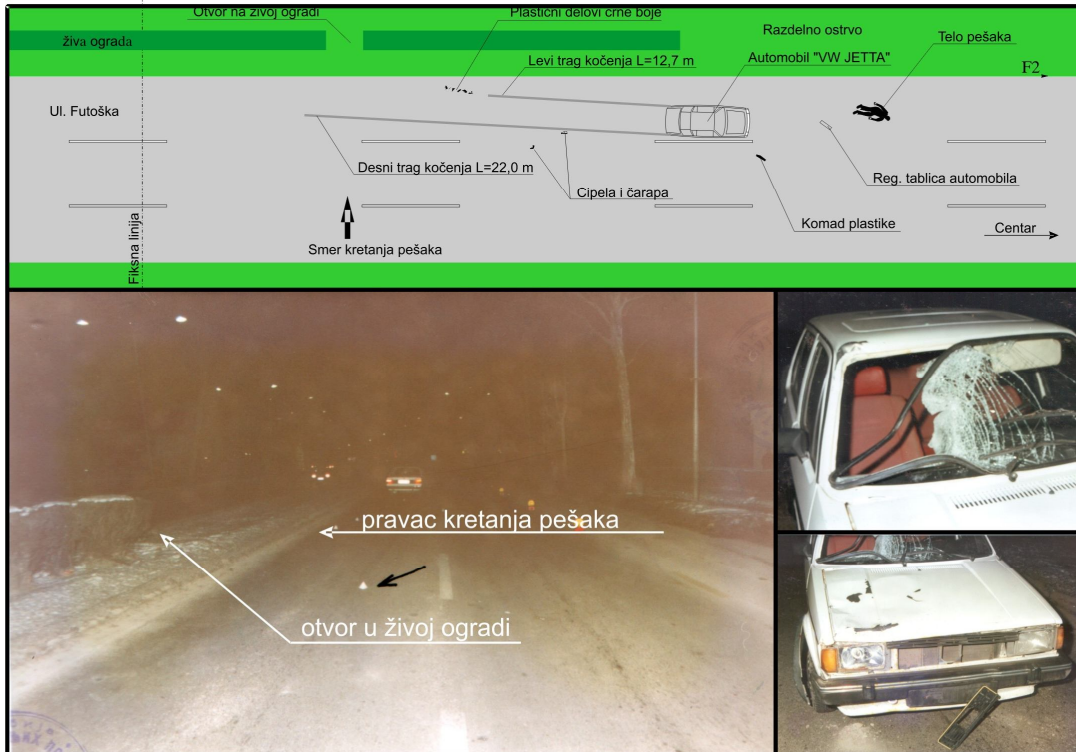 Otvor na živoj ogradi
Plastični delovi crne boje
živa ograda
Razdelno ostrvo
Telo pešaka
Levi trag kočenja L=12,7 m
Automobil "VW JETTA"
F2
Ul. Futoška
Desni trag kočenja L=22,0 m
Cipela i čarapa
Reg. tablica automobila
Komad plastike
Centar
Fiksna linija
Smer kretanja pešaka
pravac kretanja pešaka
otvor u živoj ogradi